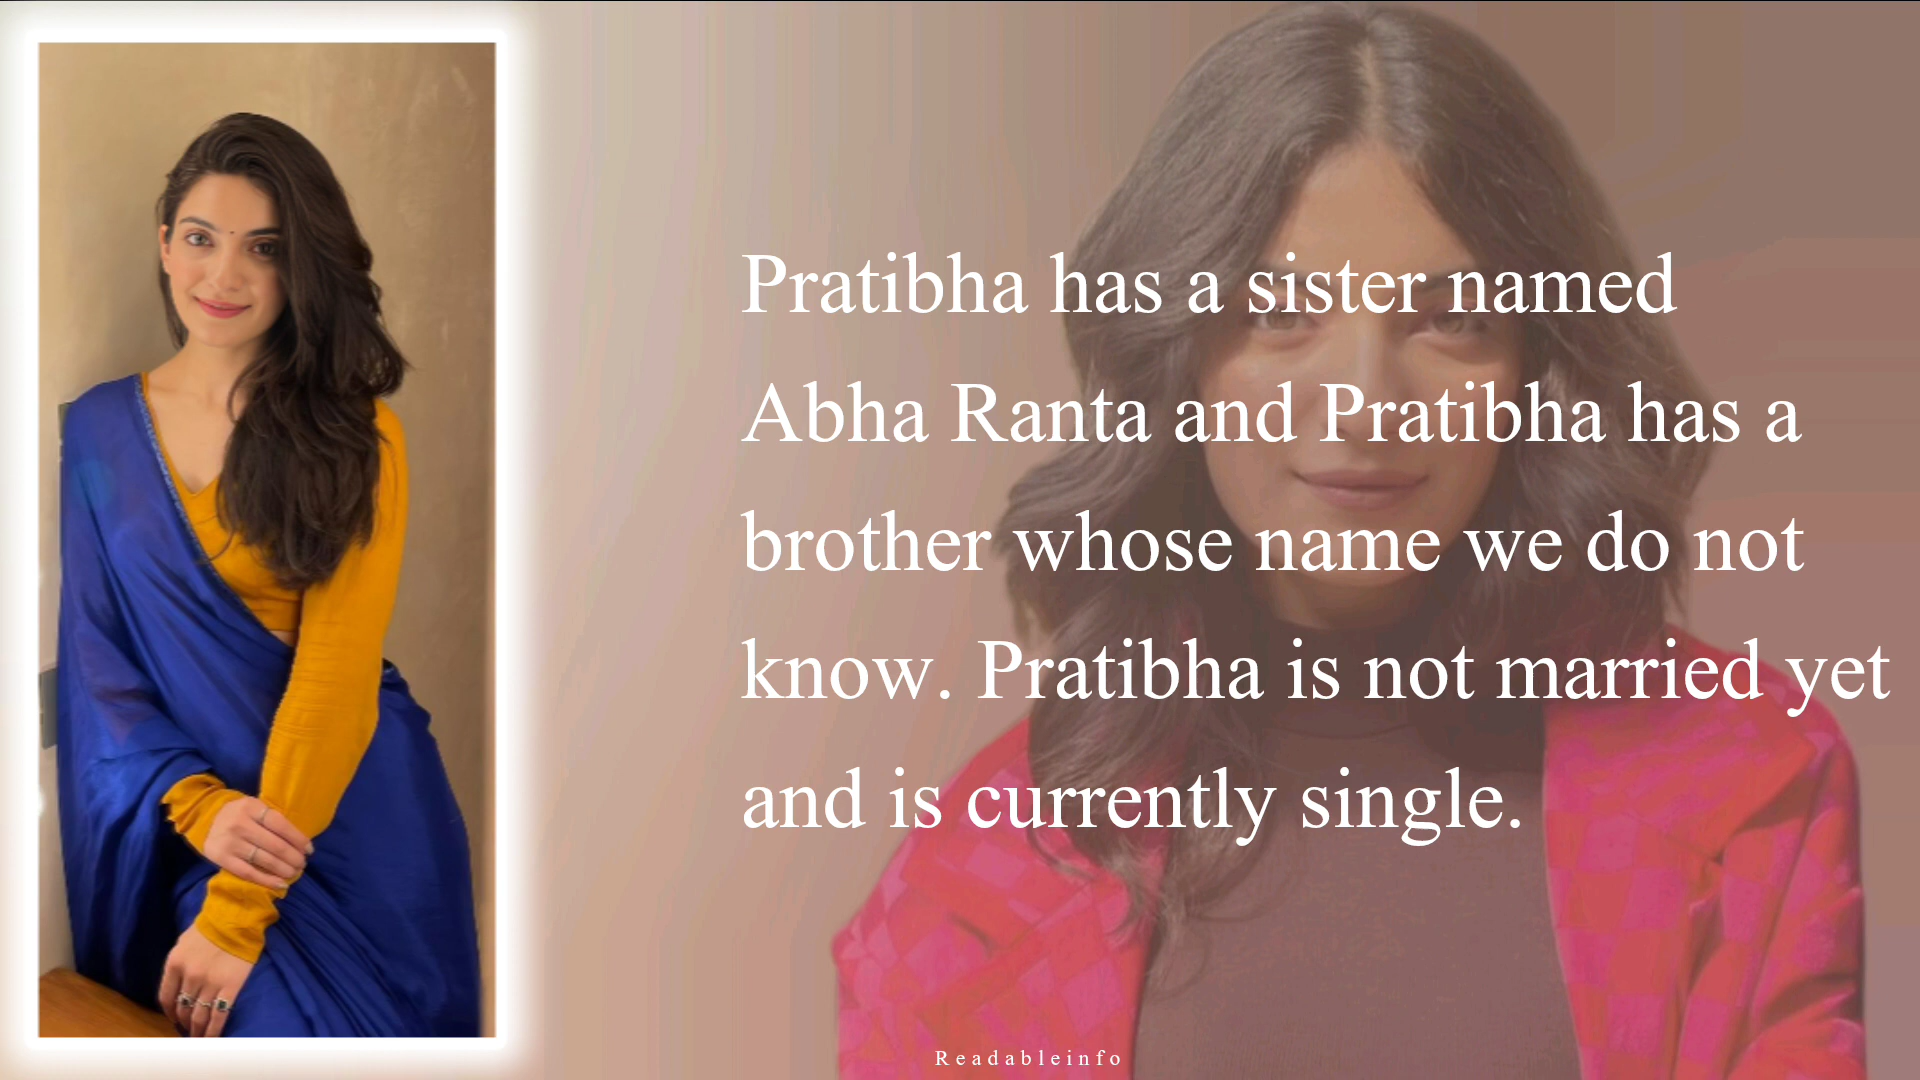 Pratibha has a sister named
Abha Ranta and Pratibha has a
brother whose name we do not
know. Pratibha is not married yet
and is currently single.
Readableinfo